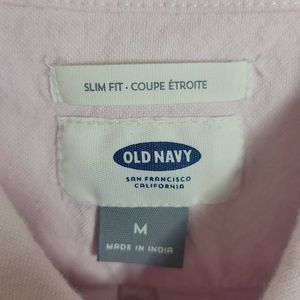 SLIM FIT · COUPE ÉTROITE
OLD NAVY
SAN FRANCISCO
CALIFORNIA
M
MADE IN INDIA